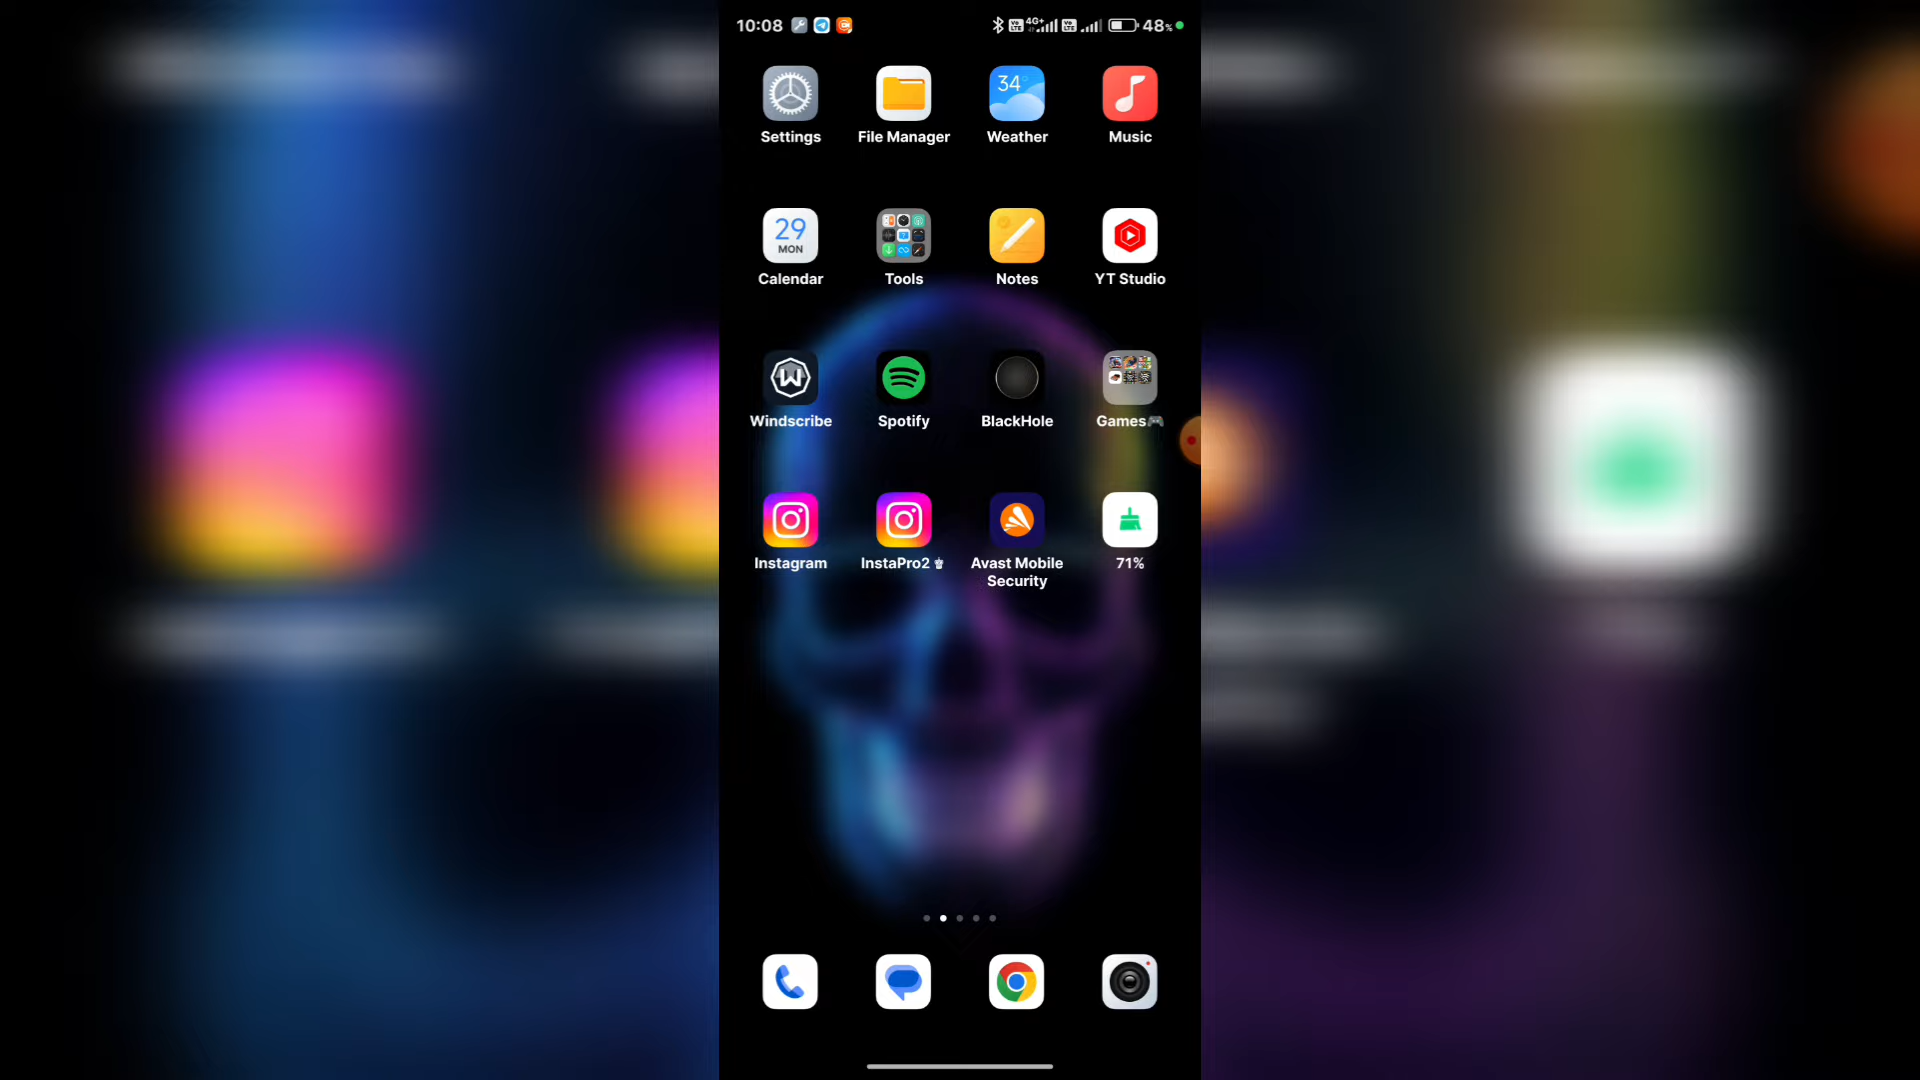 10:08 4G+ 48%
34°
Settings File Manager Weather Music
29
MON
Calendar Tools Notes YT Studio
Windscribe Spotify BlackHole Games🎮
Instagram InstaPro2 Avast Mobile Security 71%